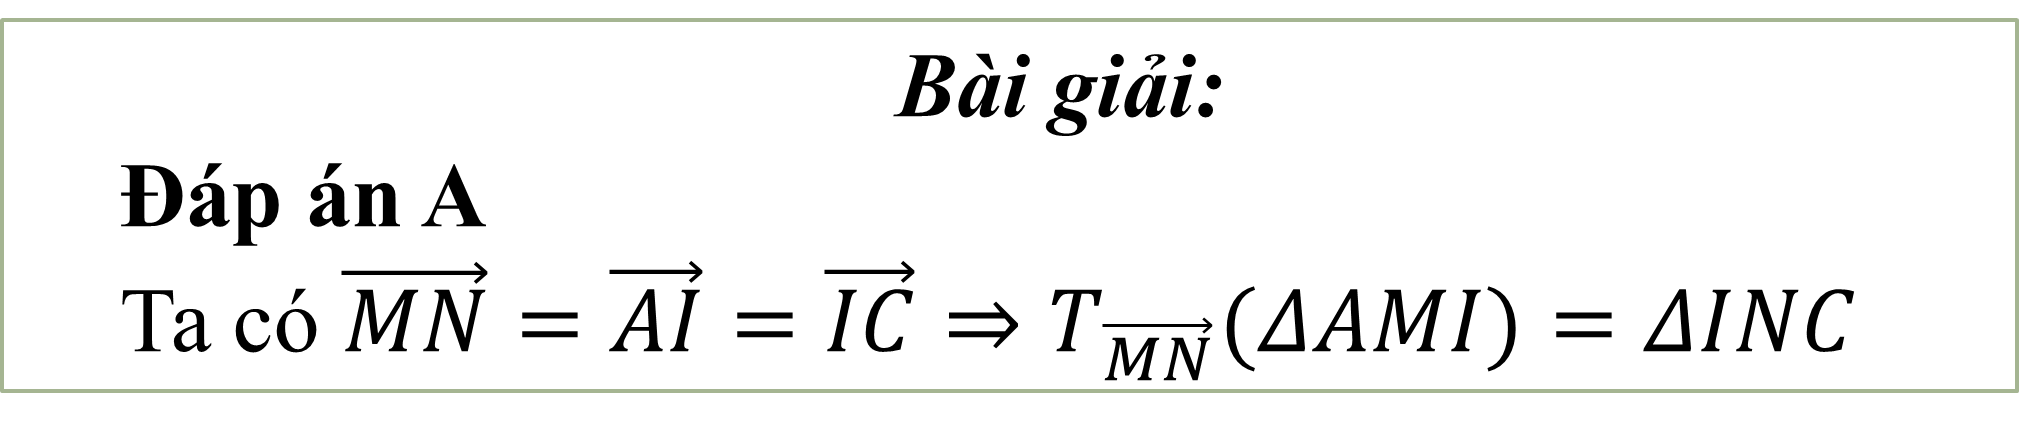 Bài giải:
Đáp án A
Ta có $\overrightarrow{MN} = \overrightarrow{AI} = \overrightarrow{IC} \Rightarrow T_{\overrightarrow{MN}}(\Delta AMI) = \Delta INC$